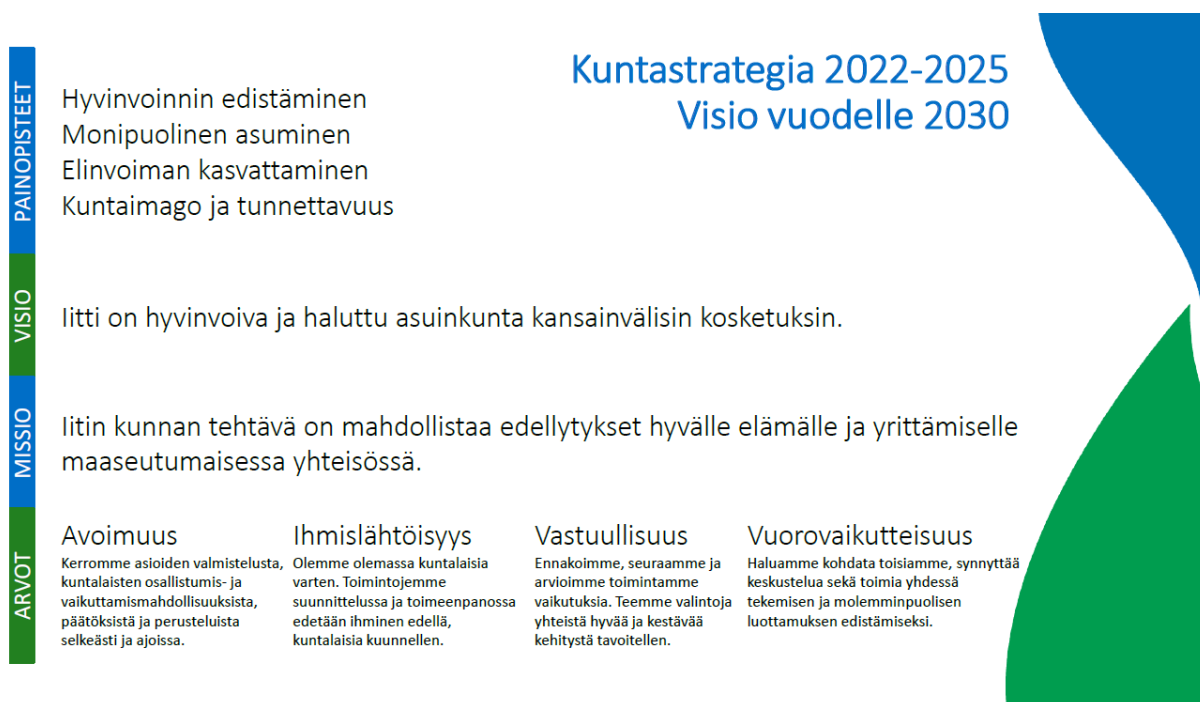 Kuntastrategia 2022-2025
Visio vuodelle 2030
PAINOPISTEET
Hyvinvoinnin edistäminen
Monipuolinen asuminen
Elinvoiman kasvattaminen
Kuntaimago ja tunnettavuus
VISIO
Iitti on hyvinvoiva ja haluttu asuinkunta kansainvälisin kosketuksin.
MISSIO
Iitin kunnan tehtävä on mahdollistaa edellytykset hyvälle elämälle ja yrittämiselle
maaseutumaisessa yhteisössä.
ARVOT
Avoimuus
Kerromme asioiden valmistelusta,
kuntalaisten osallistumis- ja
vaikuttamismahdollisuuksista,
päätöksistä ja perusteluista
selkeästi ja ajoissa.
Ihmislähtöisyys
Olemme olemassa kuntalaisia
varten. Toimintojemme
suunnittelussa ja toimeenpanossa
edetään ihminen edellä,
kuntalaisia kuunnellen.
Vastuullisuus
Ennakoimme, seuraamme ja
arvioimme toimintamme
vaikutuksia. Teemme valintoja
yhteistä hyvää ja kestävää
kehitystä tavoitellen.
Vuorovaikutteisuus
Haluamme kohdata toisiamme, synnyttää
keskustelua sekä toimia yhdessä
tekemisen ja molemminpuolisen
luottamuksen edistämiseksi.